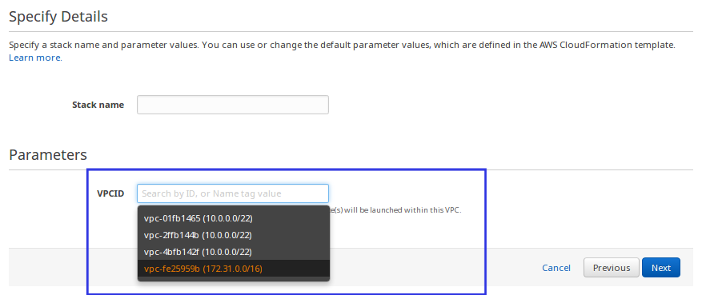 Specify Details
Specify a stack name and parameter values. You can use or change the default parameter values, which are defined in the AWS CloudFormation template.
Learn more.
Stack name
Parameters
VPCID
Search by ID, or Name tag value
e(s) will be launched within this VPC.
vpc-01fb1465 (10.0.0.0/22)
vpc-2ffb144b (10.0.0.0/22)
vpc-4bfb142f (10.0.0.0/22)
vpc-fe25959b (172.31.0.0/16)
Cancel
Previous
Next